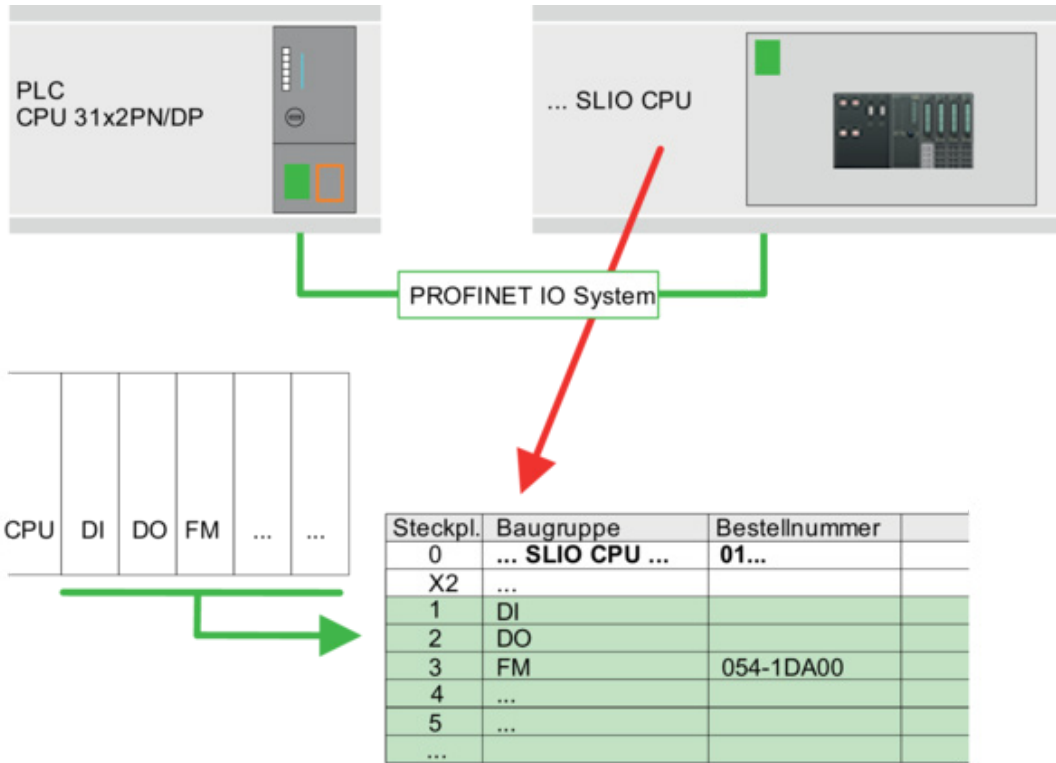 PLC
CPU 31x2PN/DP
... SLIO CPU
PROFINET IO System
CPU DI DO FM ... ...
Steckpl. Baugruppe Bestellnummer
0 ... SLIO CPU ... 01...
X2 ...
1 DI
2 DO
3 FM 054-1DA00
4 ...
5 ...
...